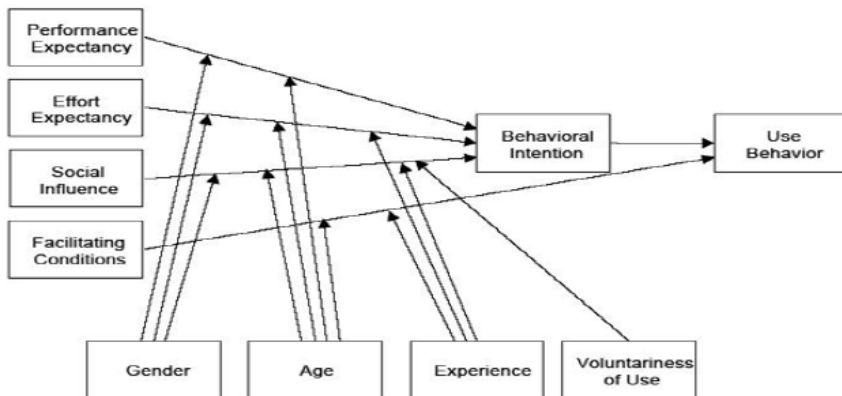 Performance
Expectancy
Effort
Expectancy
Social
Influence
Facilitating
Conditions
Behavioral
Intention
Use
Behavior
Gender
Age
Experience
Voluntariness
of Use